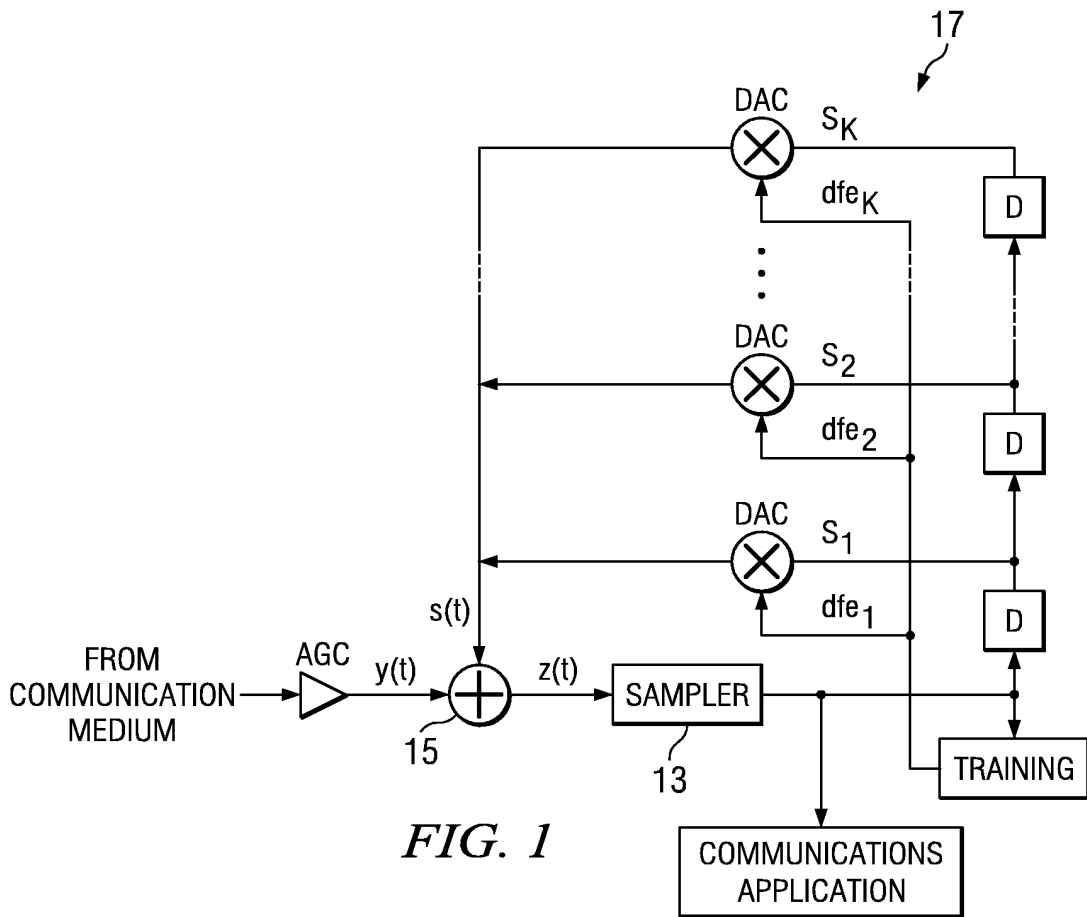 17
DAC
S_K
dfe_K
D
DAC
S_2
dfe_2
D
DAC
S_1
dfe_1
D
s(t)
FROM
COMMUNICATION
MEDIUM
AGC
y(t)
z(t)
SAMPLER
15
13
TRAINING
FIG. 1
COMMUNICATIONS
APPLICATION